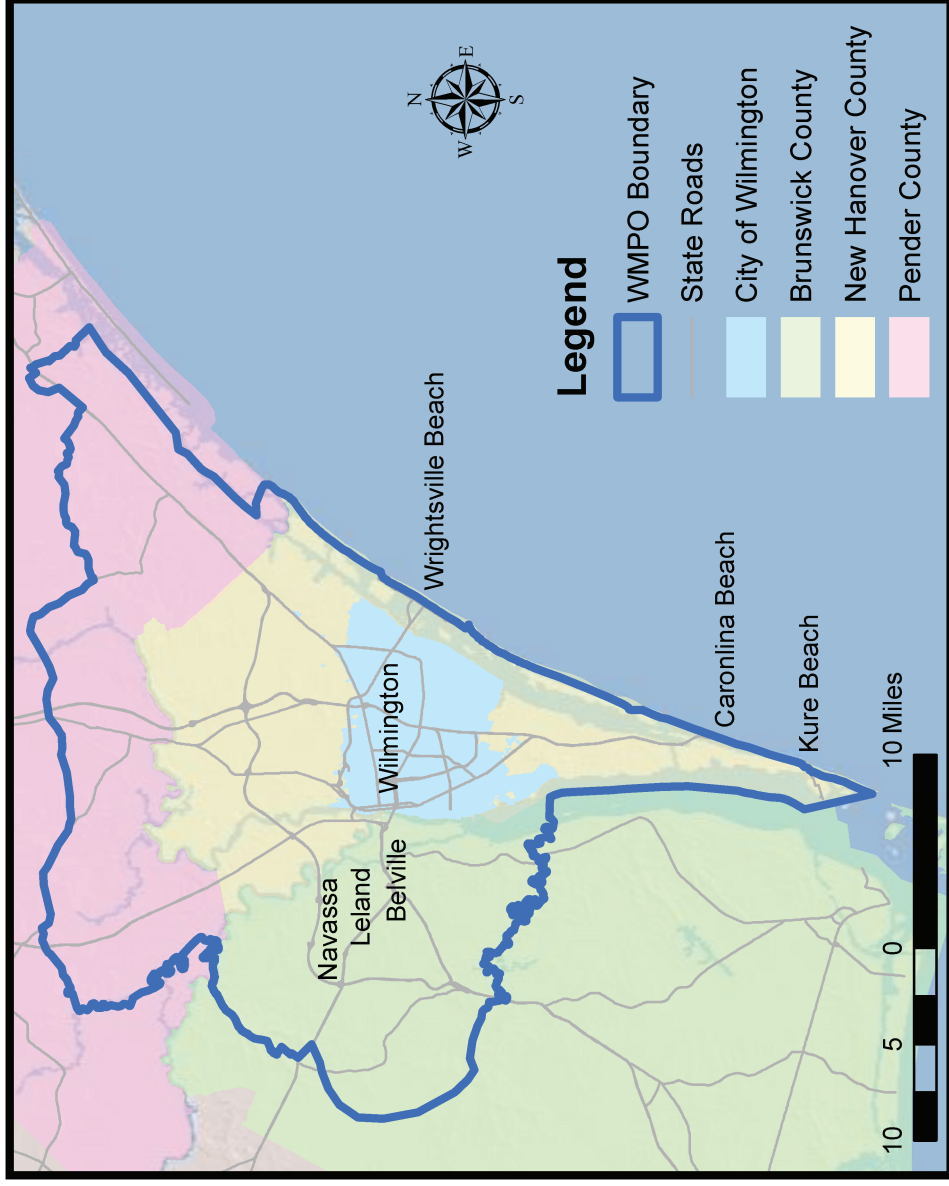 N
W
E
S
Navassa
Leland
Belville
Wilmington
Wrightsville Beach
Caronlina Beach
Kure Beach
Legend
WMPO Boundary
State Roads
City of Wilmington
Brunswick County
New Hanover County
Pender County
10 5 0 10 Miles